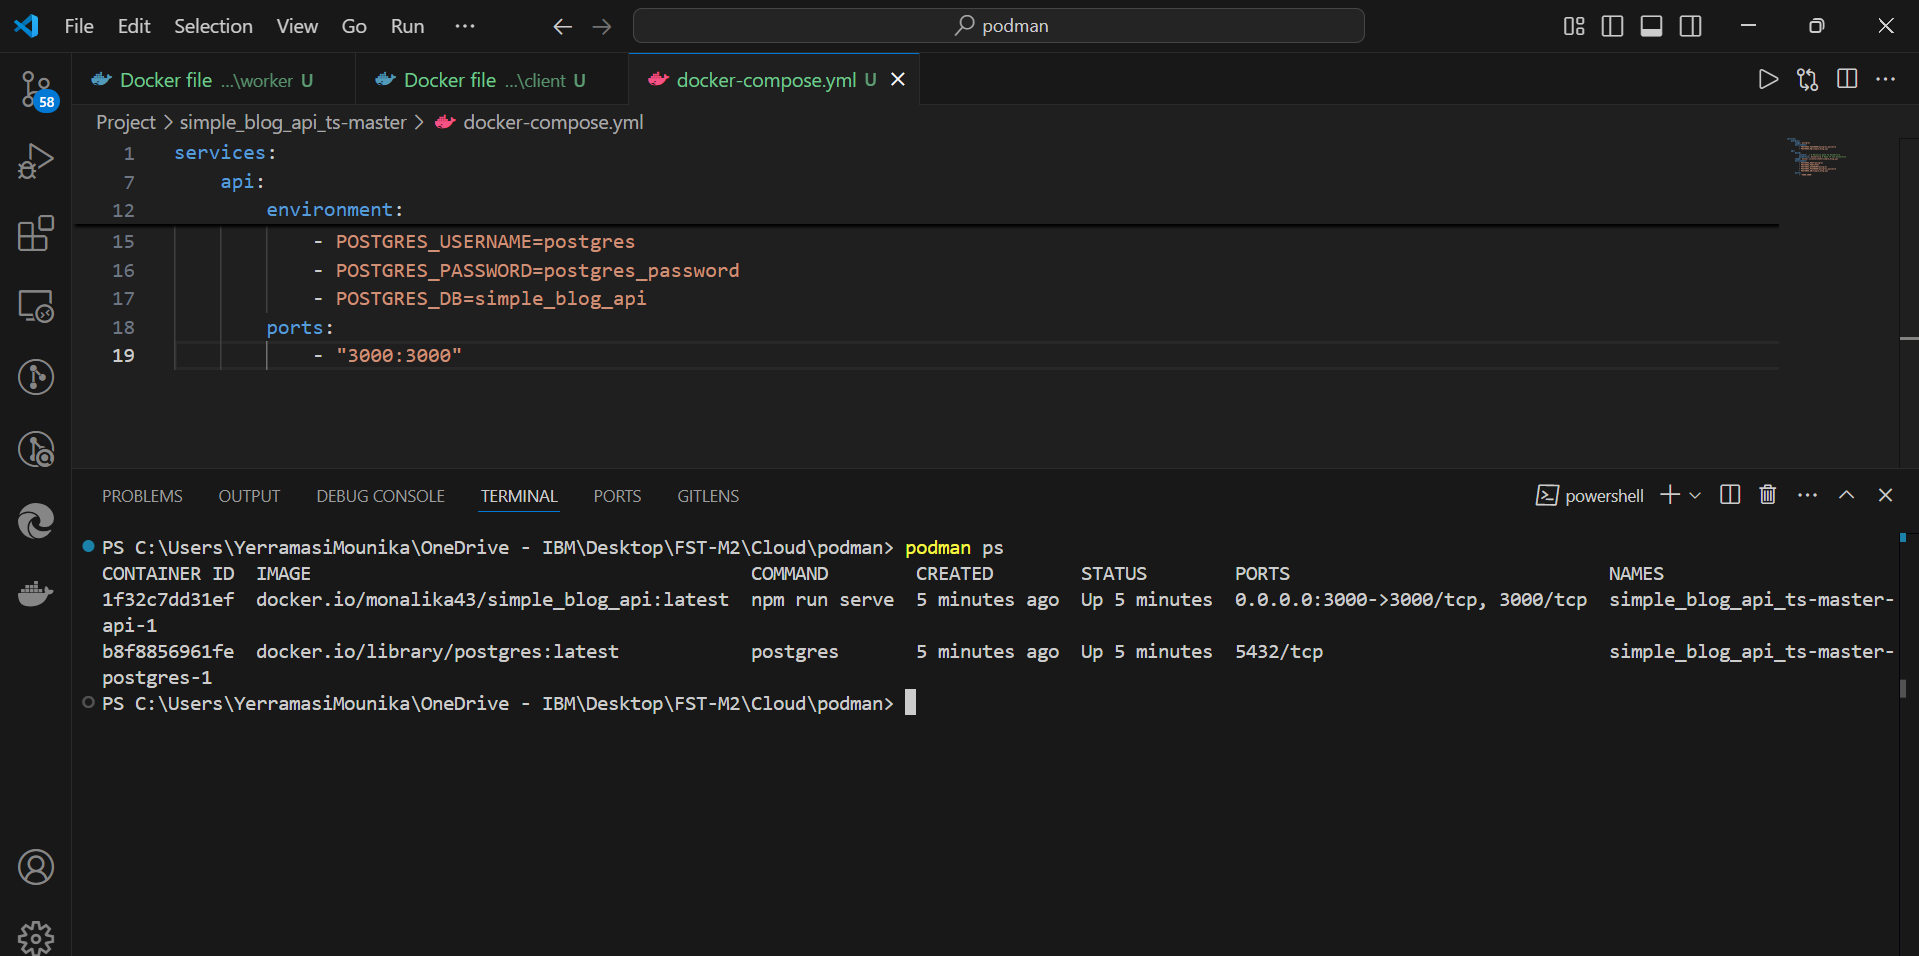 File Edit Selection View Go Run ··· podman
58
Docker file ...\worker U Docker file ...\client U docker-compose.yml U
Project > simple_blog_api_ts-master > docker-compose.yml
1 services:
7 api:
12 environment:
15 - POSTGRES_USERNAME=postgres
16 - POSTGRES_PASSWORD=postgres_password
17 - POSTGRES_DB=simple_blog_api
18 ports:
19 - "3000:3000"
PROBLEMS OUTPUT DEBUG CONSOLE TERMINAL PORTS GITLENS powershell
PS C:\Users\YerramasiMounika\OneDrive - IBM\Desktop\FST-M2\Cloud\podman> podman ps
CONTAINER ID IMAGE COMMAND CREATED STATUS PORTS NAMES
1f32c7dd31ef docker.io/monalika43/simple_blog_api:latest npm run serve 5 minutes ago Up 5 minutes 0.0.0.0:3000->3000/tcp, 3000/tcp simple_blog_api_ts-master-
api-1
b8f8856961fe docker.io/library/postgres:latest postgres 5 minutes ago Up 5 minutes 5432/tcp simple_blog_api_ts-master-
postgres-1
PS C:\Users\YerramasiMounika\OneDrive - IBM\Desktop\FST-M2\Cloud\podman>